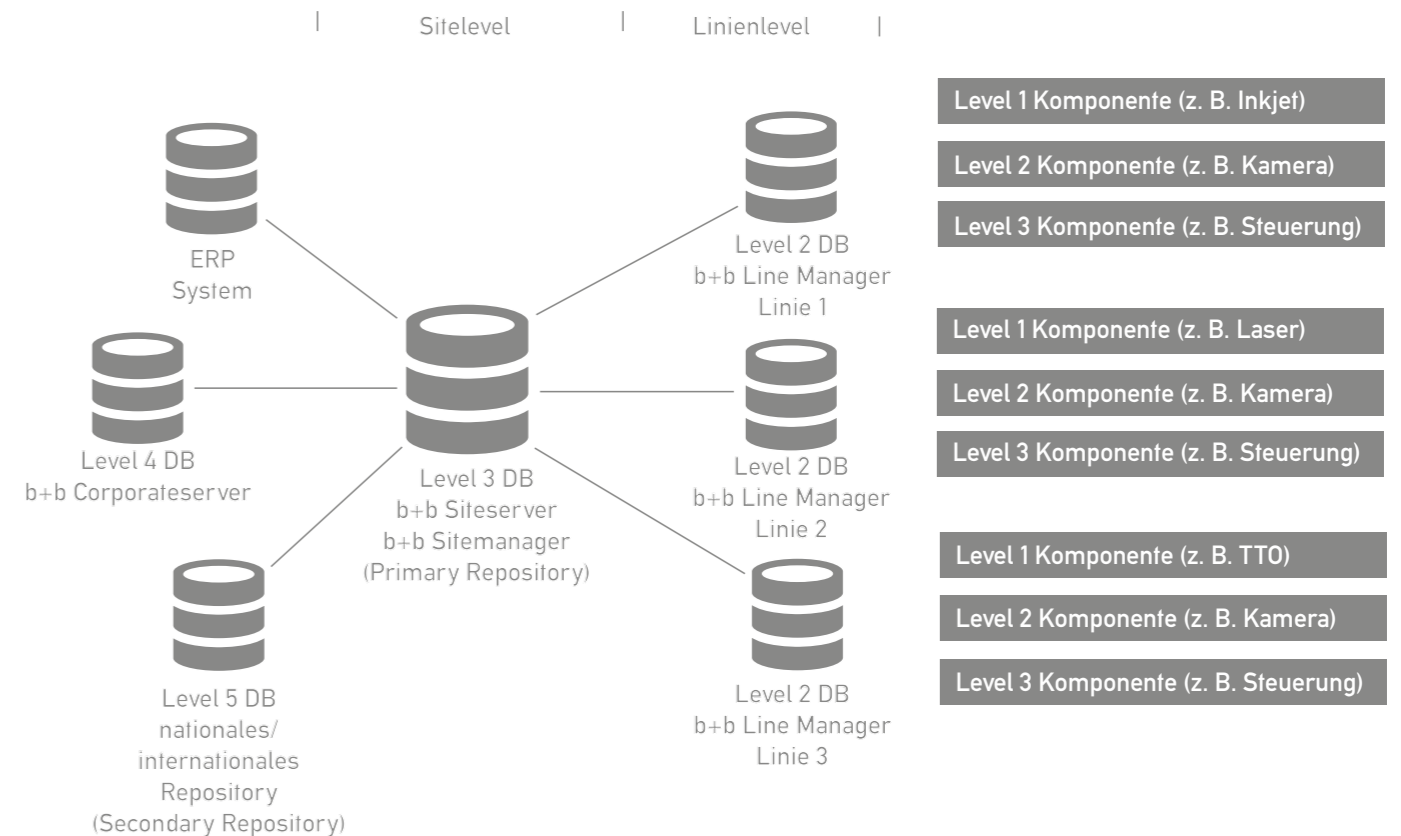 Sitelevel
Linienlevel
ERP
System
Level 4 DB
b+b Corporateserver
Level 5 DB
nationales/
internationales
Repository
(Secondary Repository)
Level 3 DB
b+b Siteserver
b+b Sitemanager
(Primary Repository)
Level 2 DB
b+b Line Manager
Linie 1
Level 2 DB
b+b Line Manager
Linie 2
Level 2 DB
b+b Line Manager
Linie 3
Level 1 Komponente (z. B. Inkjet)
Level 2 Komponente (z. B. Kamera)
Level 3 Komponente (z. B. Steuerung)
Level 1 Komponente (z. B. Laser)
Level 2 Komponente (z. B. Kamera)
Level 3 Komponente (z. B. Steuerung)
Level 1 Komponente (z. B. TTO)
Level 2 Komponente (z. B. Kamera)
Level 3 Komponente (z. B. Steuerung)